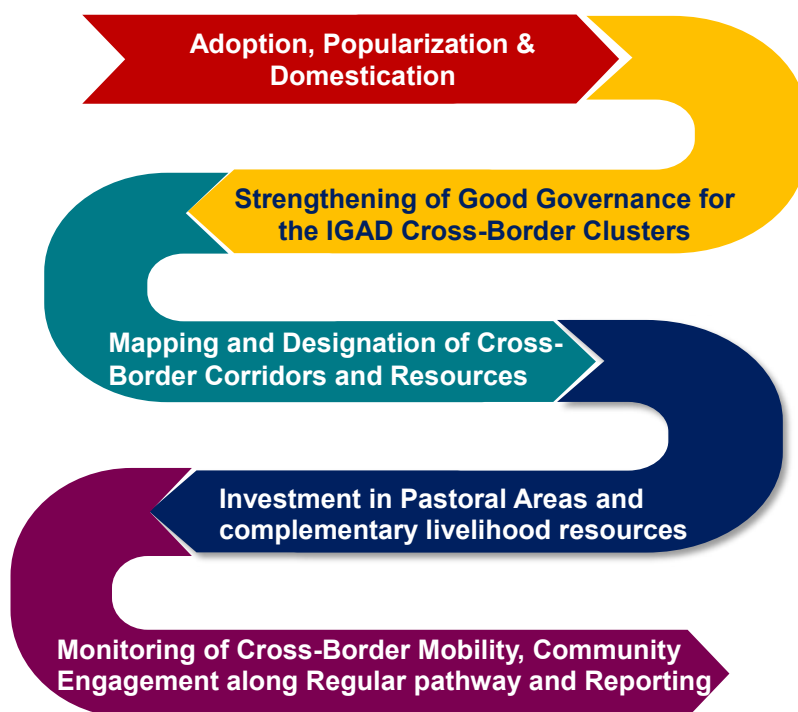 Adoption, Popularization &
Domestication
Strengthening of Good Governance for
the IGAD Cross-Border Clusters
Mapping and Designation of Cross-
Border Corridors and Resources
Investment in Pastoral Areas and
complementary livelihood resources
Monitoring of Cross-Border Mobility, Community
Engagement along Regular pathway and Reporting